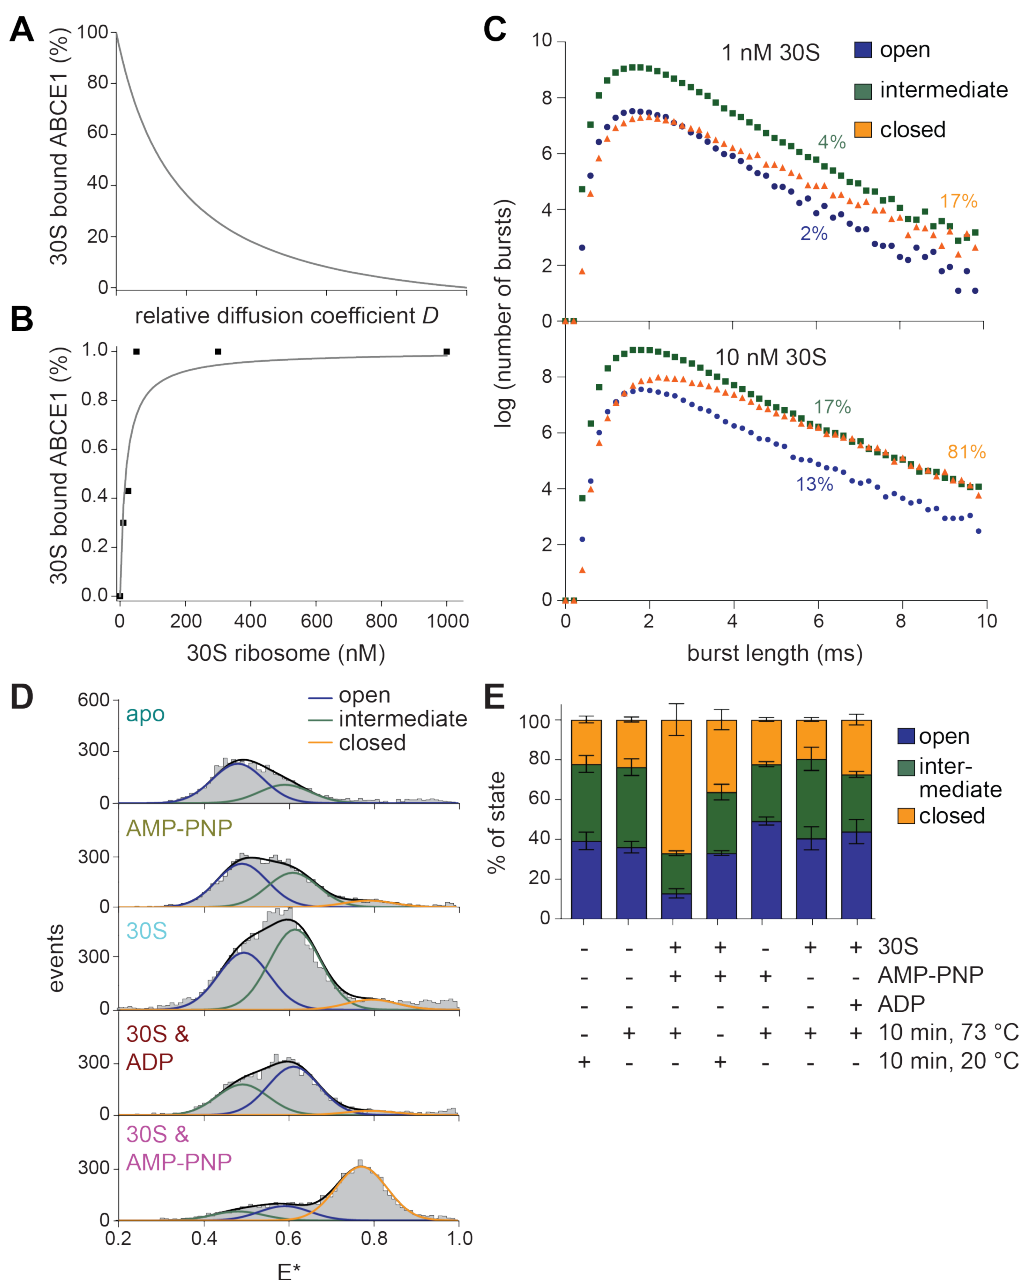 A
100
80
60
40
20
0
30S bound ABCE1 (%)
relative diffusion coefficient D
B
1.0
0.8
0.6
0.4
0.2
0.0
30S bound ABCE1 (%)
0 200 400 600 800 1000
30S ribosome (nM)
C
10
8
6
4
2
0
1 nM 30S
open
intermediate
closed
4%
17%
2%
log (number of bursts)
10 nM 30S
8
6
4
2
0
17%
81%
13%
0 2 4 6 8 10
burst length (ms)
D
600
300
0
apo
open
intermediate
closed
AMP-PNP
300
0
30S
300
0
events
30S &
ADP
300
0
30S &
AMP-PNP
300
0
0.2 0.4 0.6 0.8 1.0
E*
E
100
80
60
40
20
0
% of state
open
inter-
mediate
closed
- - + + - + + 30S
- - + + + - - AMP-PNP
- - - - - - + ADP
- + + - + + + 10 min, 73 °C
+ - - + - - - 10 min, 20 °C